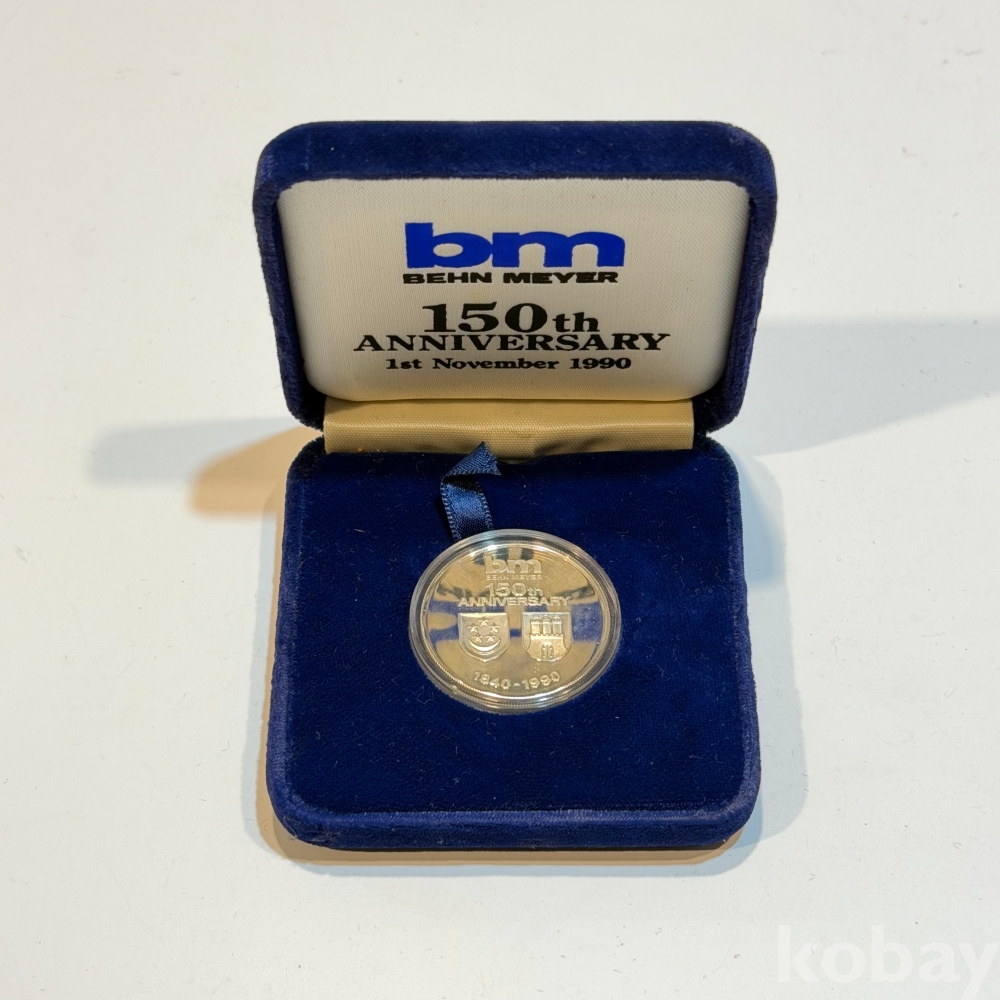 bm
BEHN MEYER
150th
ANNIVERSARY
1st November 1990
bm
BEHN MEYER
150th
ANNIVERSARY
1840-1990
kobay